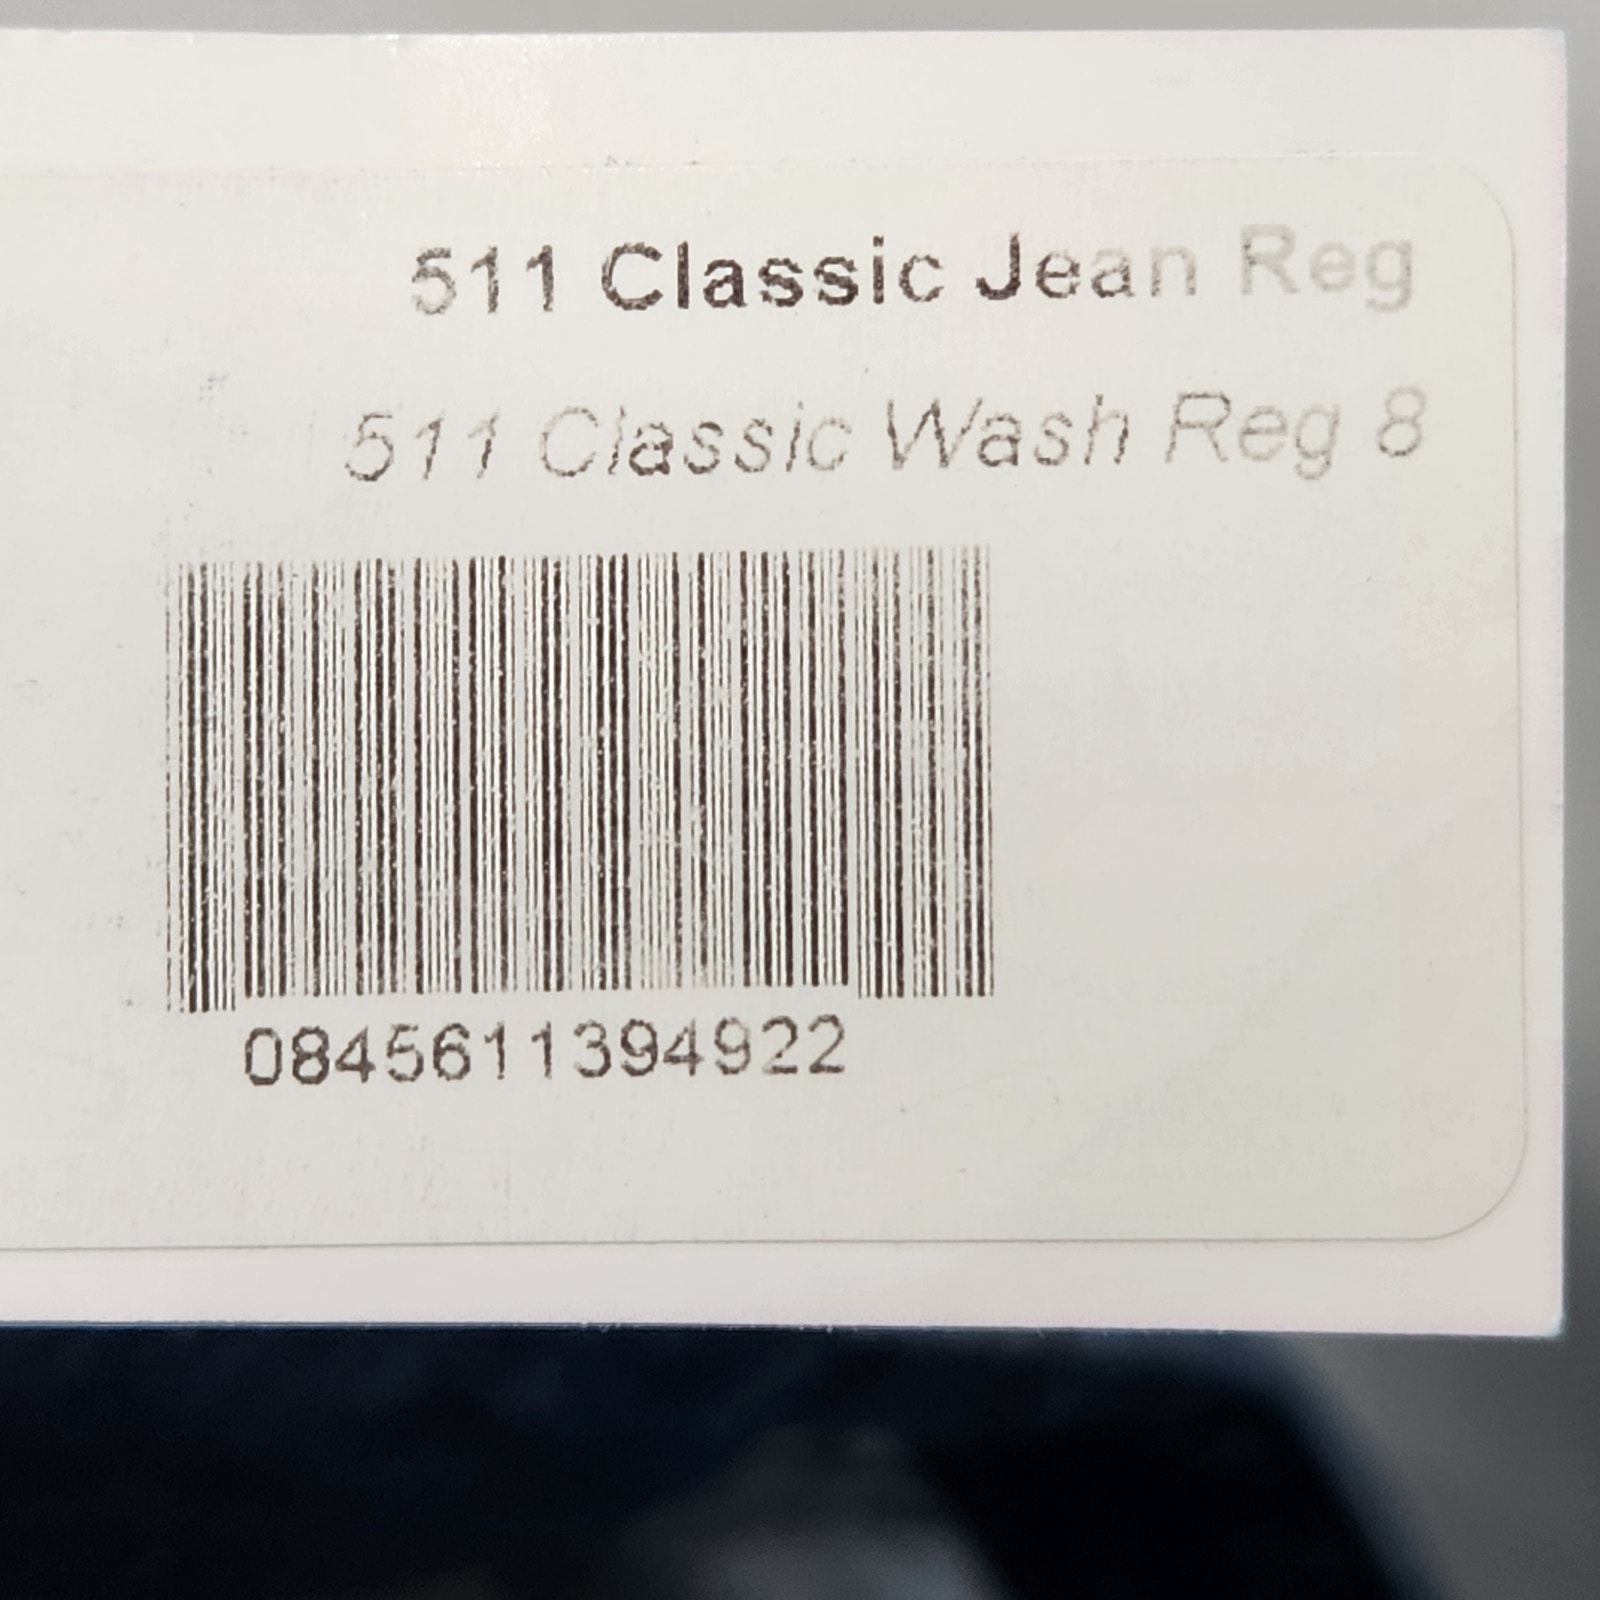 511 Classic Jean Reg
511 Classic Wash Reg 8
0845611394922